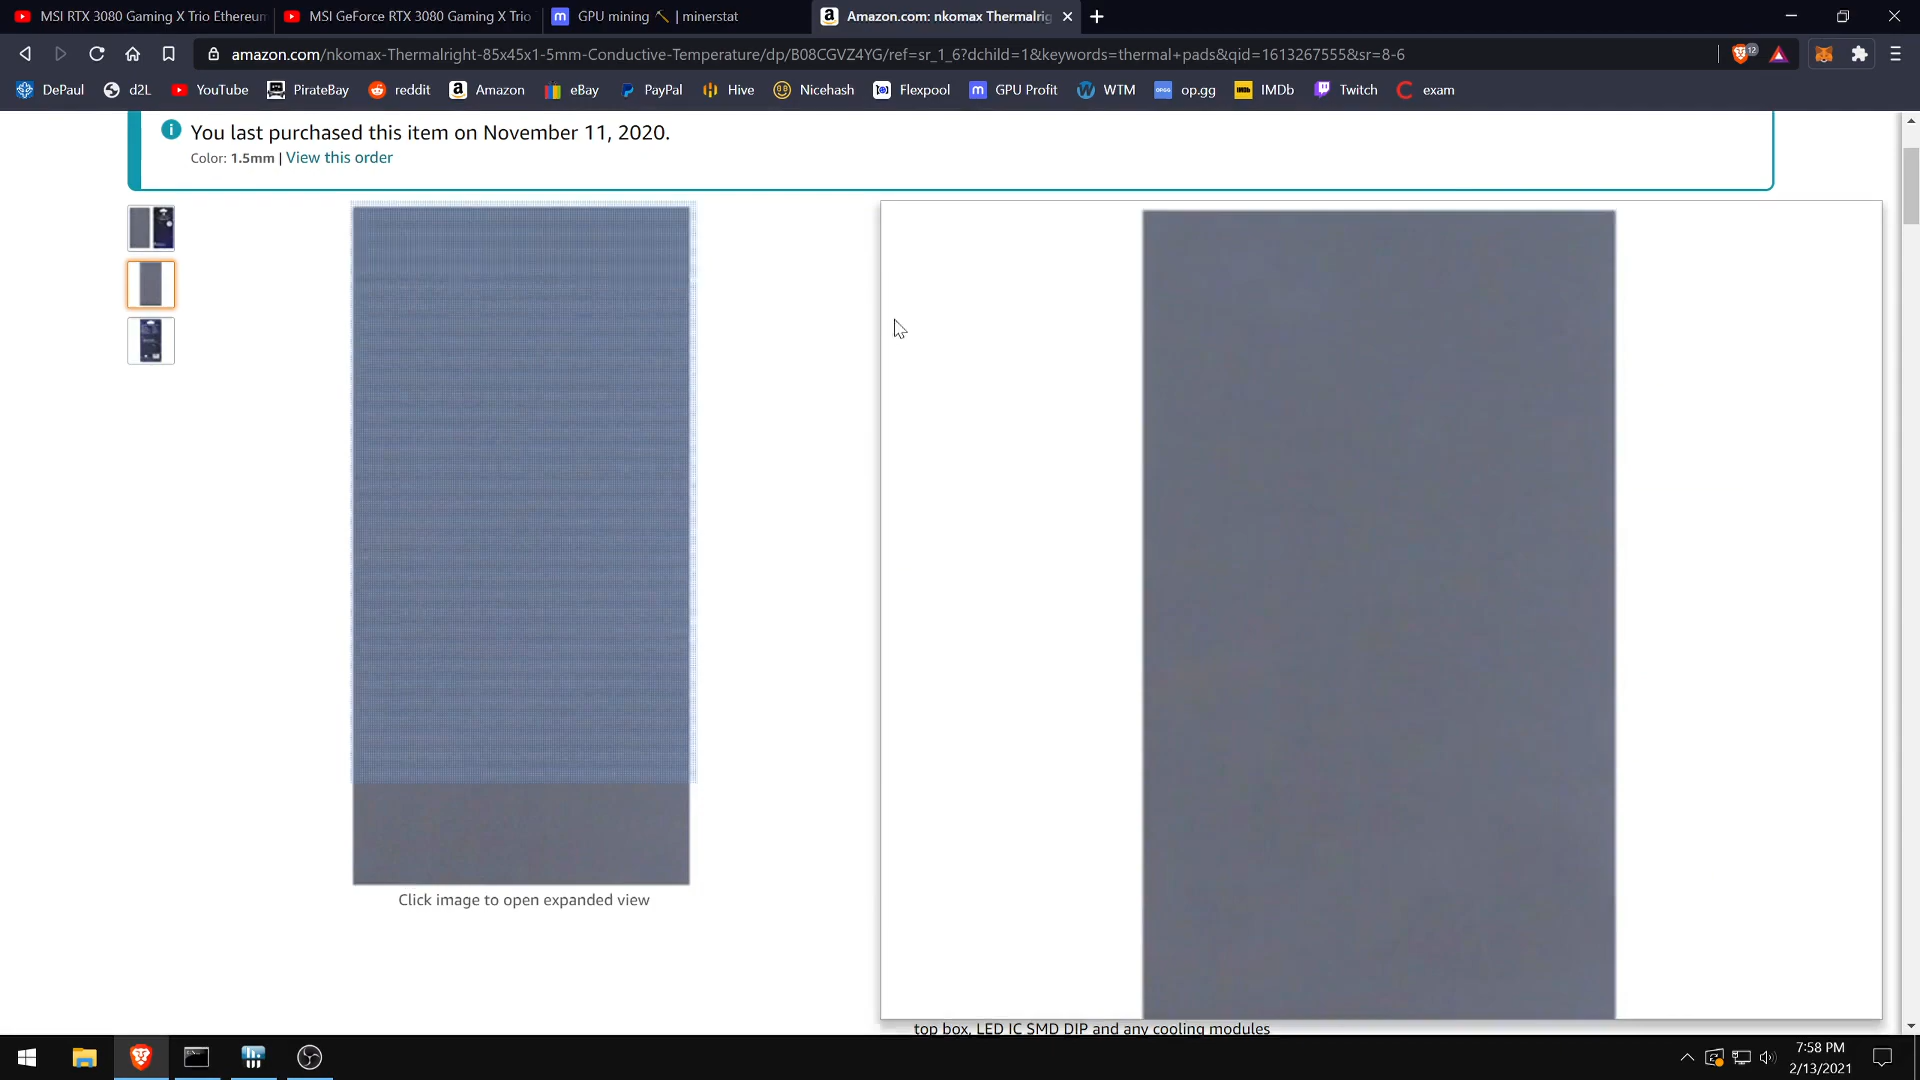 MSI RTX 3080 Gaming X Trio Ethereum
MSI GeForce RTX 3080 Gaming X Trio
GPU mining ⛏ | minerstat
Amazon.com: nkomax Thermalrig
amazon.com/nkomax-Thermalright-85x45x1-5mm-Conductive-Temperature/dp/B08CGVZ4YG/ref=sr_1_6?dchild=1&keywords=thermal+pads&qid=1613267555&sr=8-6
12
DePaul
d2L
YouTube
PirateBay
reddit
Amazon
eBay
PayPal
Hive
Nicehash
Flexpool
GPU Profit
WTM
op.gg
IMDb
Twitch
exam
You last purchased this item on November 11, 2020.
Color: 1.5mm | View this order
Click image to open expanded view
top box, LED IC SMD DIP and any cooling modules
7:58 PM
2/13/2021